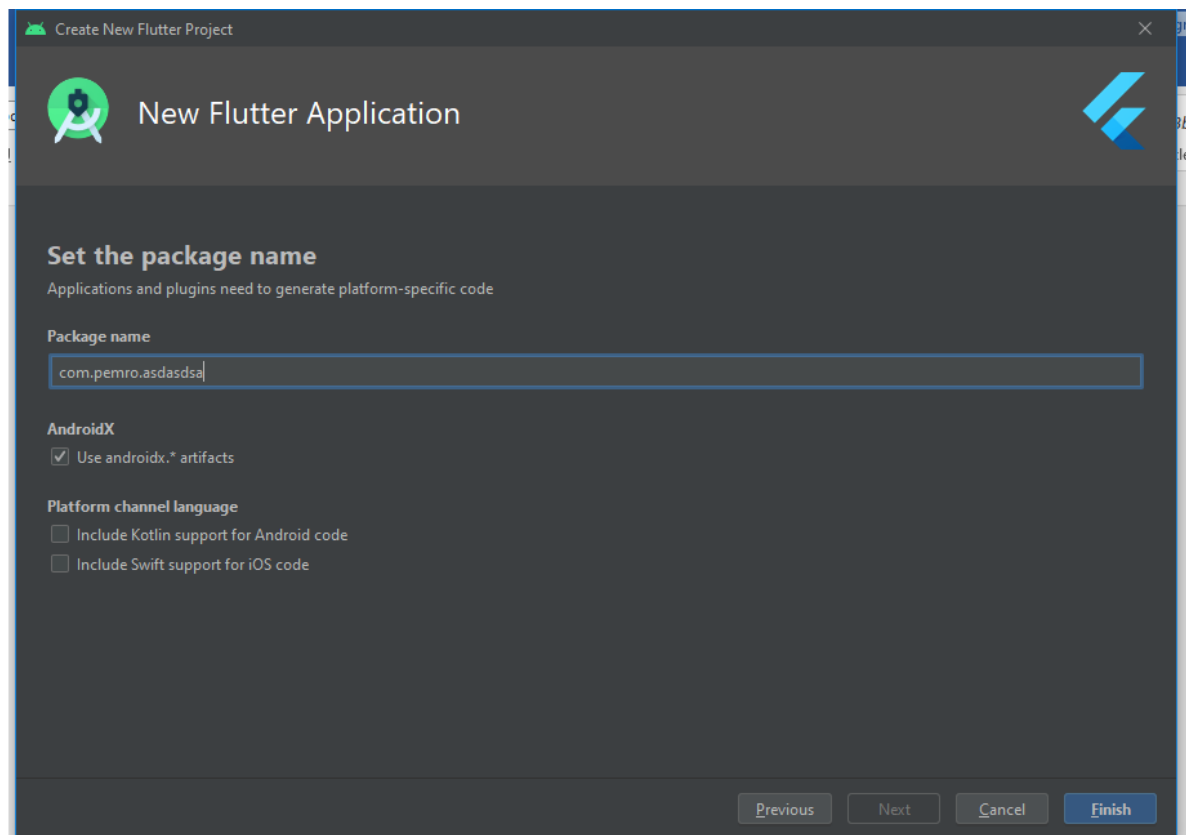 Create New Flutter Project
New Flutter Application
Set the package name
Applications and plugins need to generate platform-specific code
Package name
com.pemro.asdasdsa
AndroidX
Use androidx.* artifacts
Platform channel language
Include Kotlin support for Android code
Include Swift support for iOS code
Previous
Next
Cancel
Finish